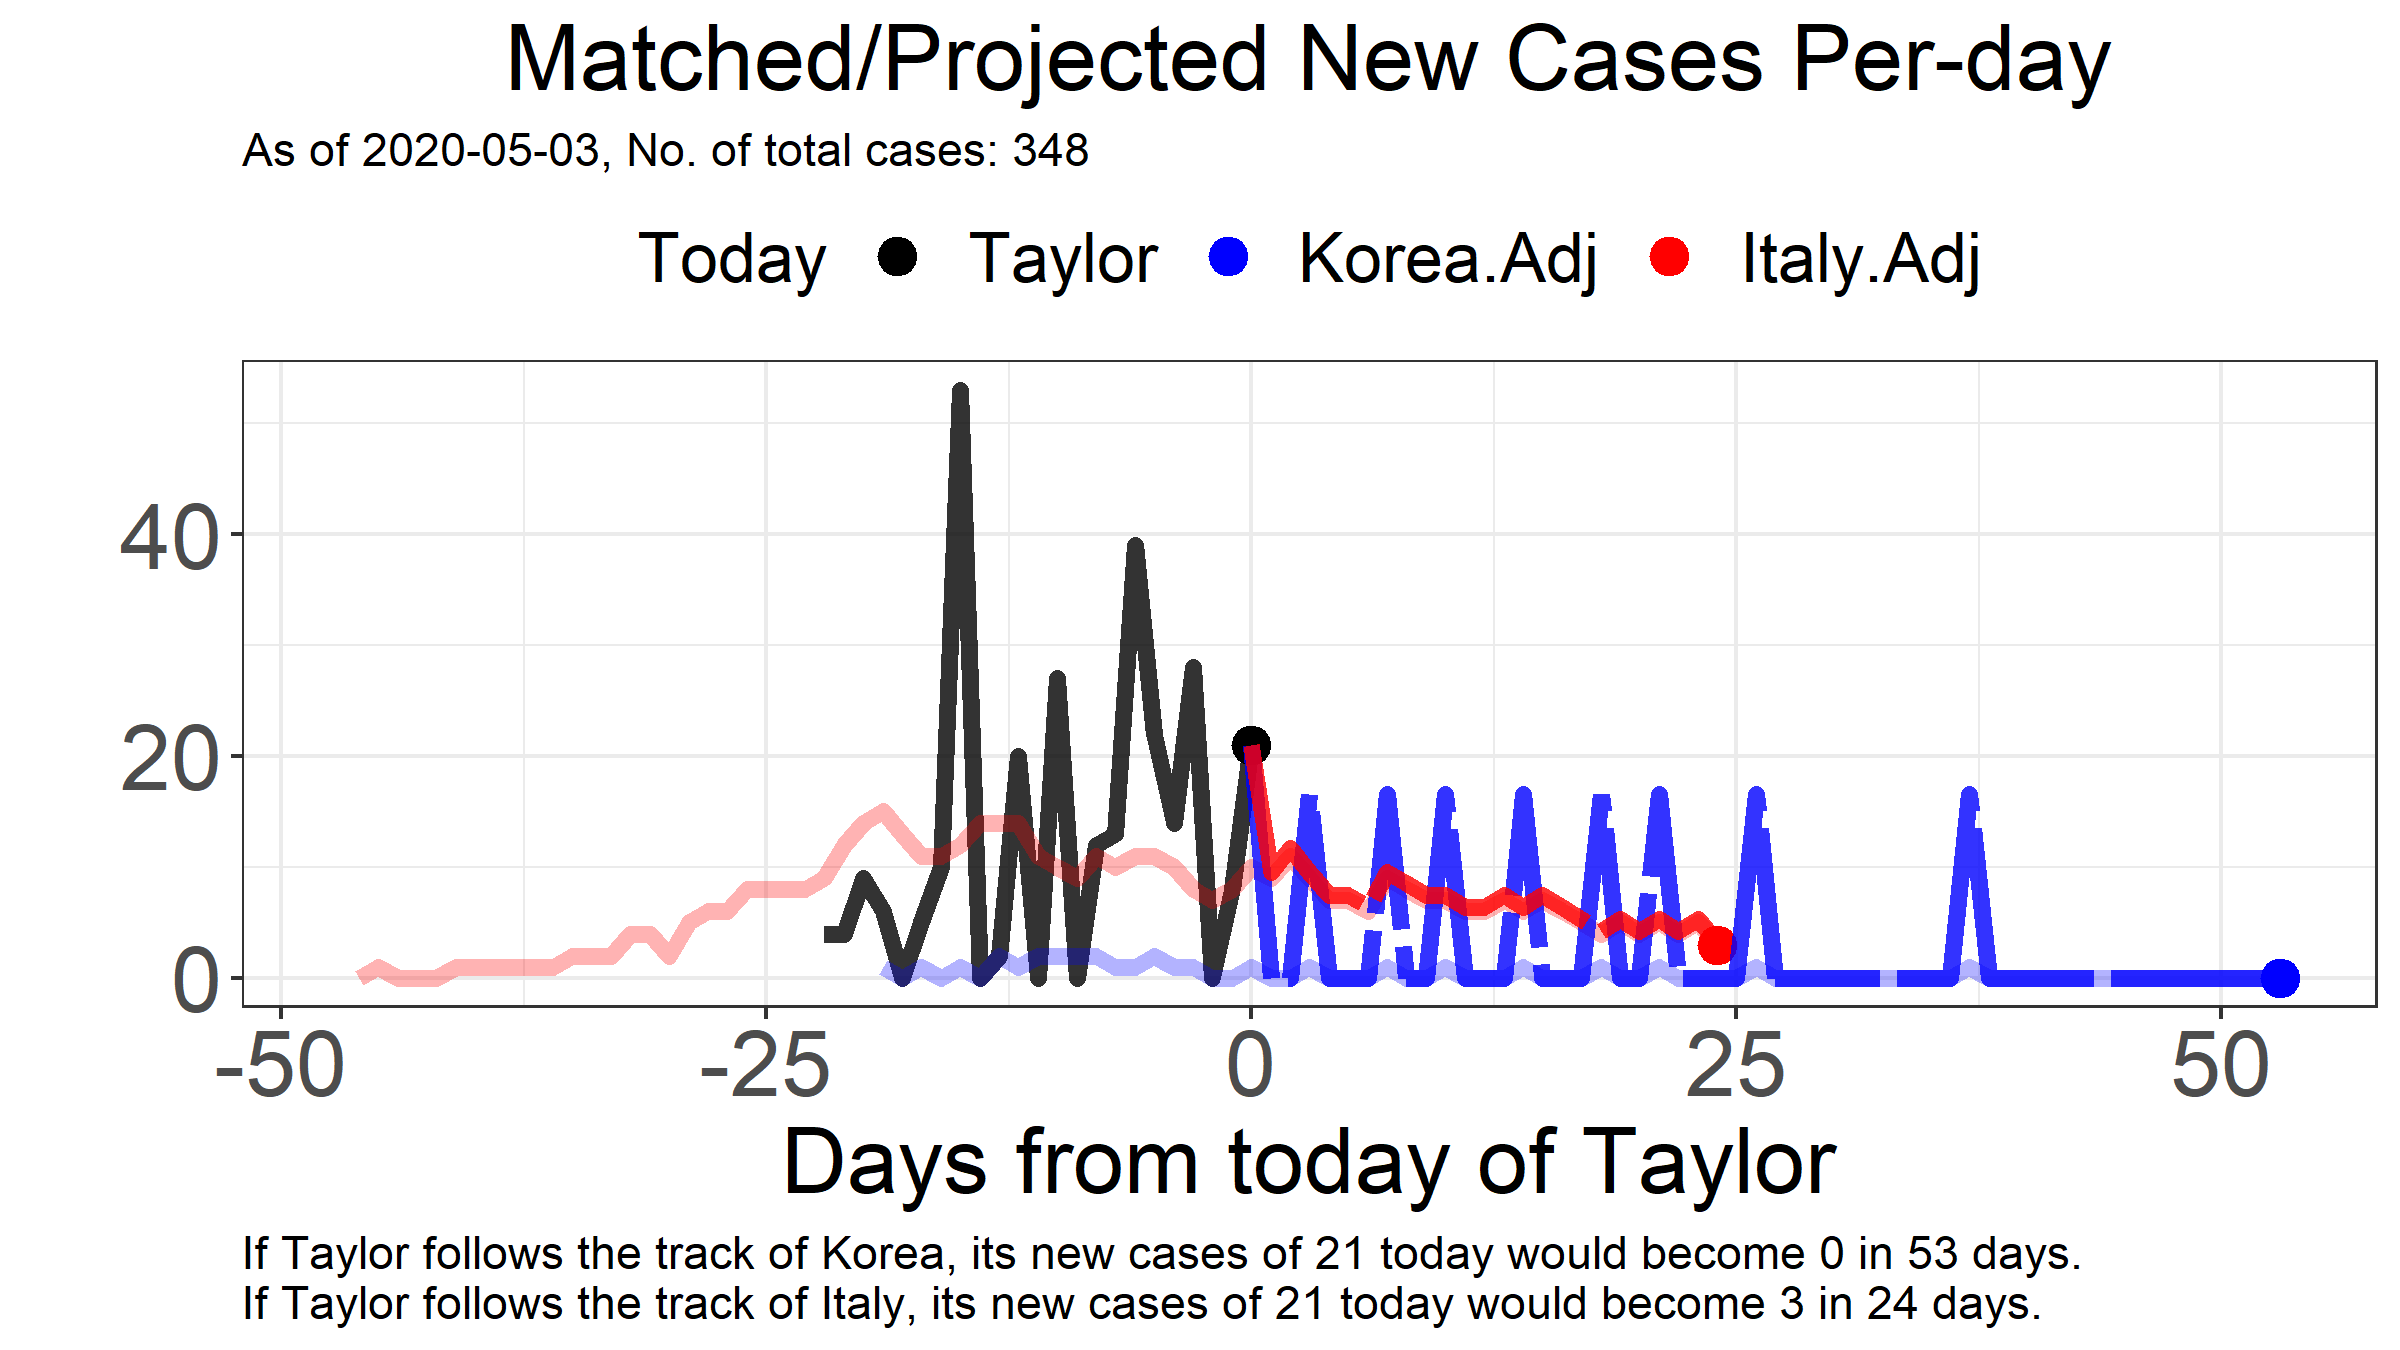 Matched/Projected New Cases Per-day
As of 2020-05-03, No. of total cases: 348
Today Taylor Korea.Adj Italy.Adj
40
20
0
-50 -25 0 25 50
Days from today of Taylor
If Taylor follows the track of Korea, its new cases of 21 today would become 0 in 53 days.
If Taylor follows the track of Italy, its new cases of 21 today would become 3 in 24 days.